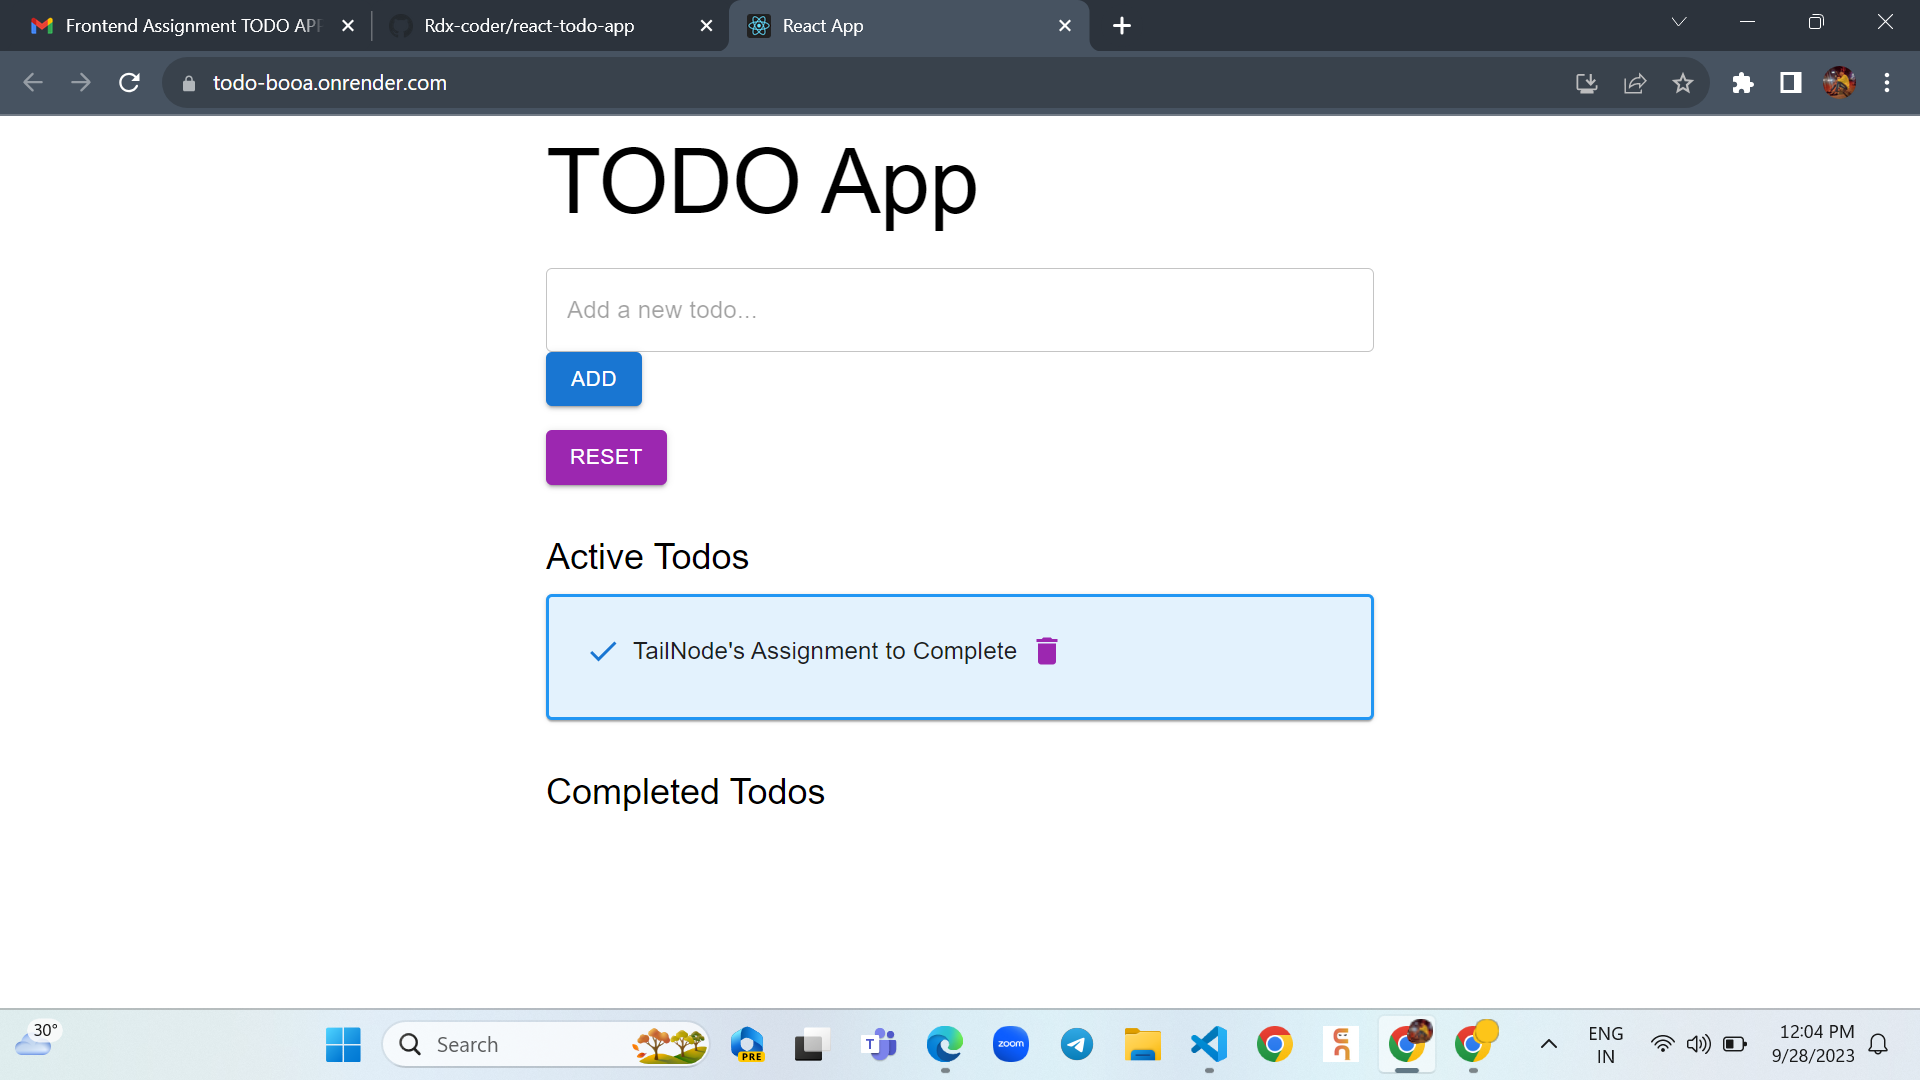 Frontend Assignment TODO APP
Rdx-coder/react-todo-app
React App
todo-booa.onrender.com
TODO App
Add a new todo...
ADD
RESET
Active Todos
TailNode's Assignment to Complete
Completed Todos
30°
Search
PRE
T
zoom
ENG
IN
12:04 PM
9/28/2023